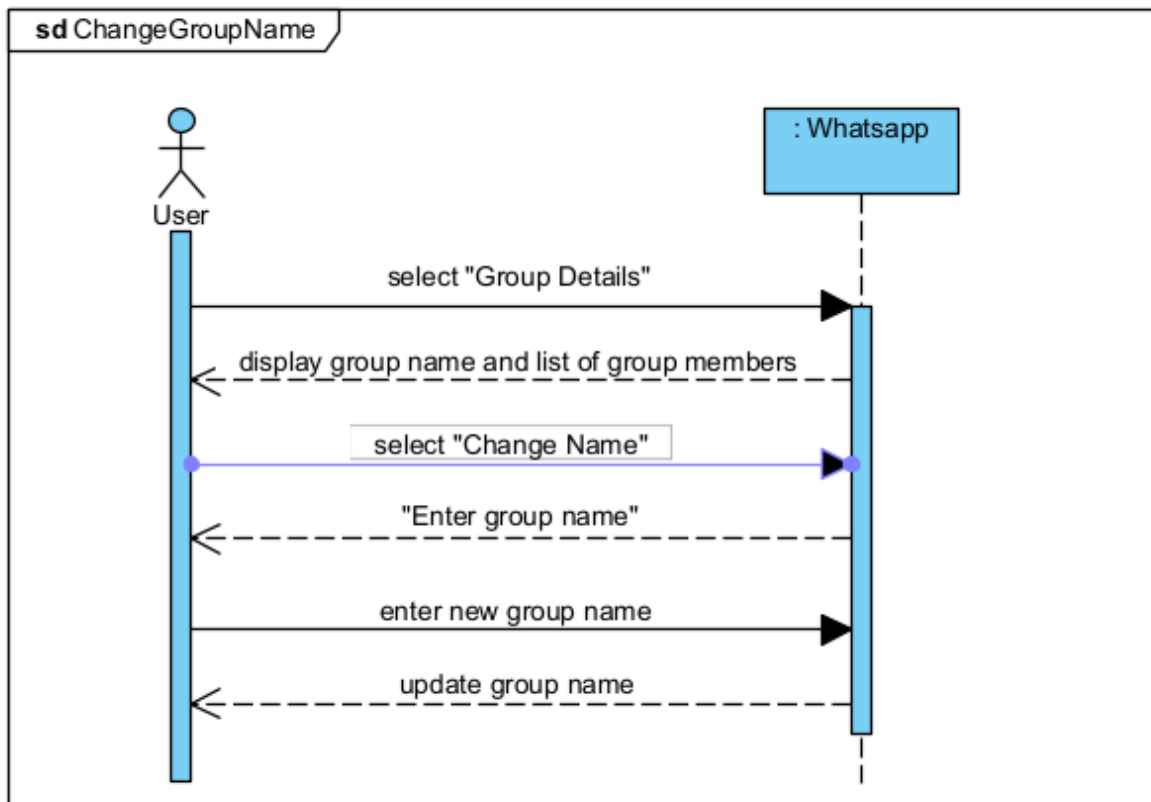 sd ChangeGroupName
: Whatsapp
User
select "Group Details"
display group name and list of group members
select "Change Name"
"Enter group name"
enter new group name
update group name